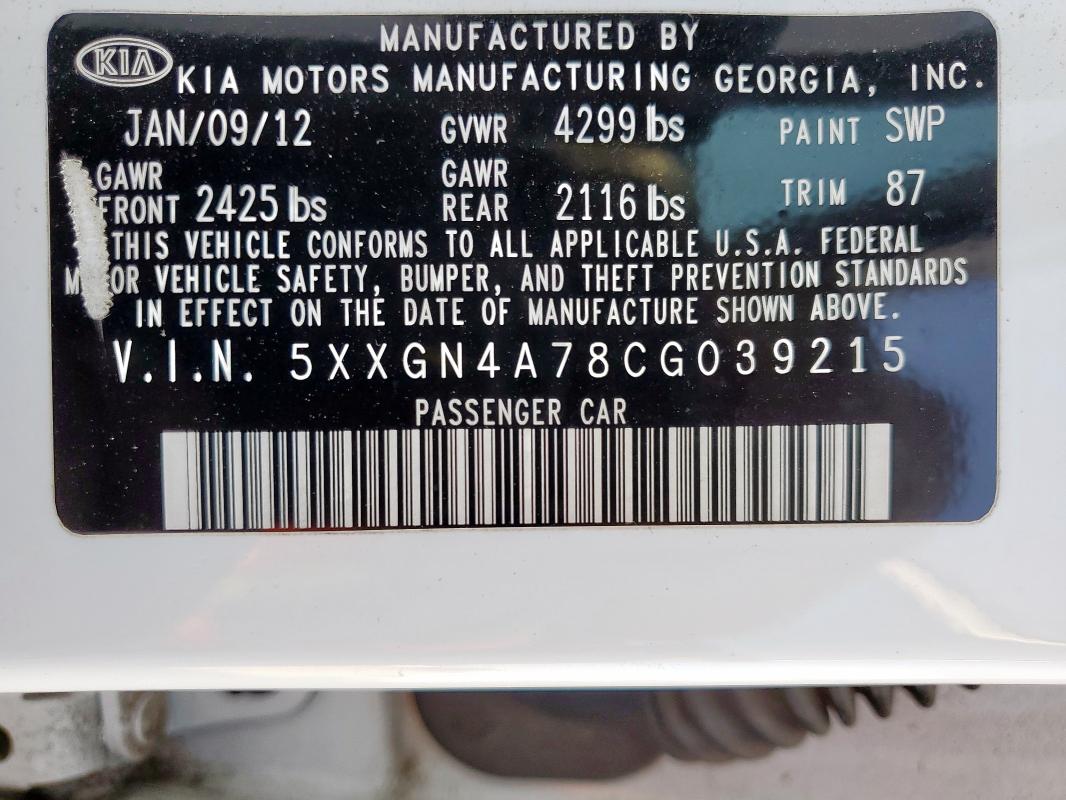 MANUFACTURED BY
KIA KIA MOTORS MANUFACTURING GEORGIA, INC.
JAN/09/12 GVWR 4299 lbs PAINT SWP
GAWR FRONT 2425 lbs GAWR REAR 2116 lbs TRIM 87
THIS VEHICLE CONFORMS TO ALL APPLICABLE U.S.A. FEDERAL
MOTOR VEHICLE SAFETY, BUMPER, AND THEFT PREVENTION STANDARDS
IN EFFECT ON THE DATE OF MANUFACTURE SHOWN ABOVE.
V.I.N. 5XXGN4A78CG039215
PASSENGER CAR